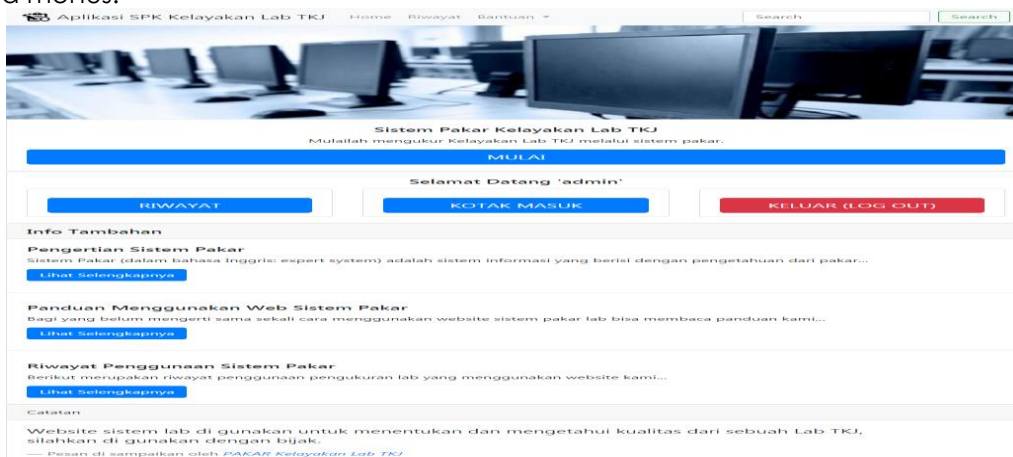 menus.
Aplikasi SPK Kelayakan Lab TKJ Home Riwayat Bantuan Search Search
Sistem Pakar Kelayakan Lab TKJ
Mulailah mengukur Kelayakan Lab TKJ melalui sistem pakar.
MULAI
Selamat Datang 'admin'
RIWAYAT KOTAK MASUK KELUAR (LOG OUT)
Info Tambahan
Pengertian Sistem Pakar
Sistem Pakar (dalam bahasa Inggris: expert system) adalah sistem informasi yang berisi dengan pengetahuan dari pakar...
Lihat Selengkapnya
Panduan Menggunakan Web Sistem Pakar
Bagi yang belum mengerti sama sekali cara menggunakan website sistem pakar lab bisa membaca panduan kami...
Lihat Selengkapnya
Riwayat Penggunaan Sistem Pakar
Berikut merupakan riwayat penggunaan pengukuran lab yang menggunakan website kami...
Lihat Selengkapnya
Catatan
Website sistem lab di gunakan untuk menentukan dan mengetahui kualitas dari sebuah Lab TKJ,
silahkan di gunakan dengan bijak.
— Pesan di sampaikan oleh PAKAR Kelayakan Lab TKJ